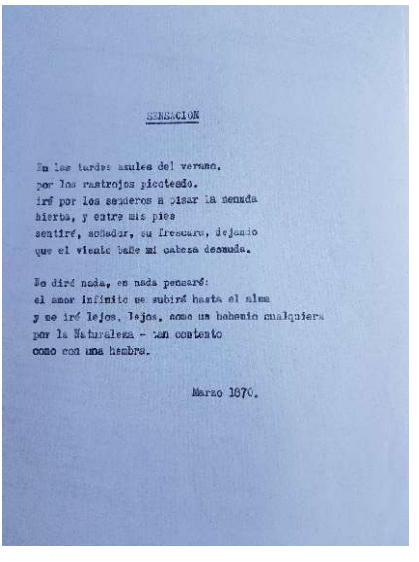 SENSACION
En las tardes azules del verano,
por los rastrojos picoteado,
iré por los senderos a pisar la menuda
hierba, y entre mis pies
sentiré, soñador, su frescura, dejando
que el viento bañe mi cabeza desnuda.
No diré nada, en nada pensaré:
el amor infinito me subirá hasta el alma
y me iré lejos, lejos, como un bohemio cualquiera
por la Naturaleza - tan contento
como con una hembra.
Marzo 1870.